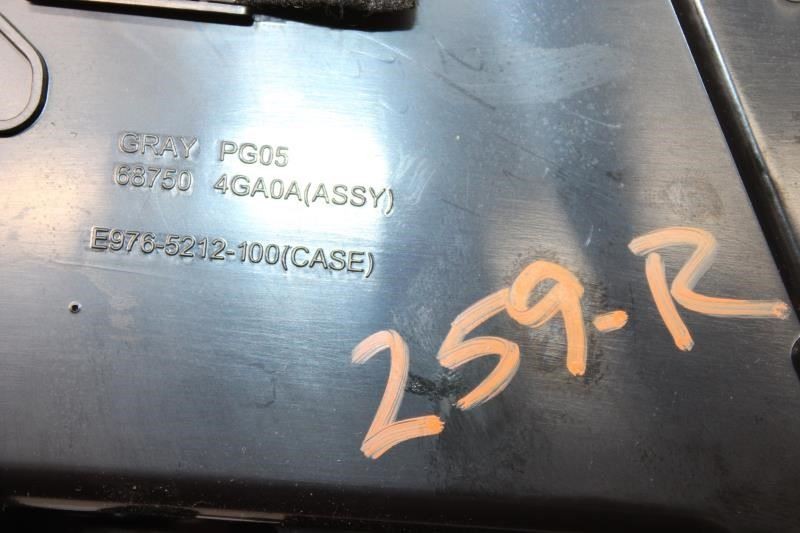 GRAY PG05
68750 4GA0A(ASSY)
E976-5212-100(CASE)
259-R